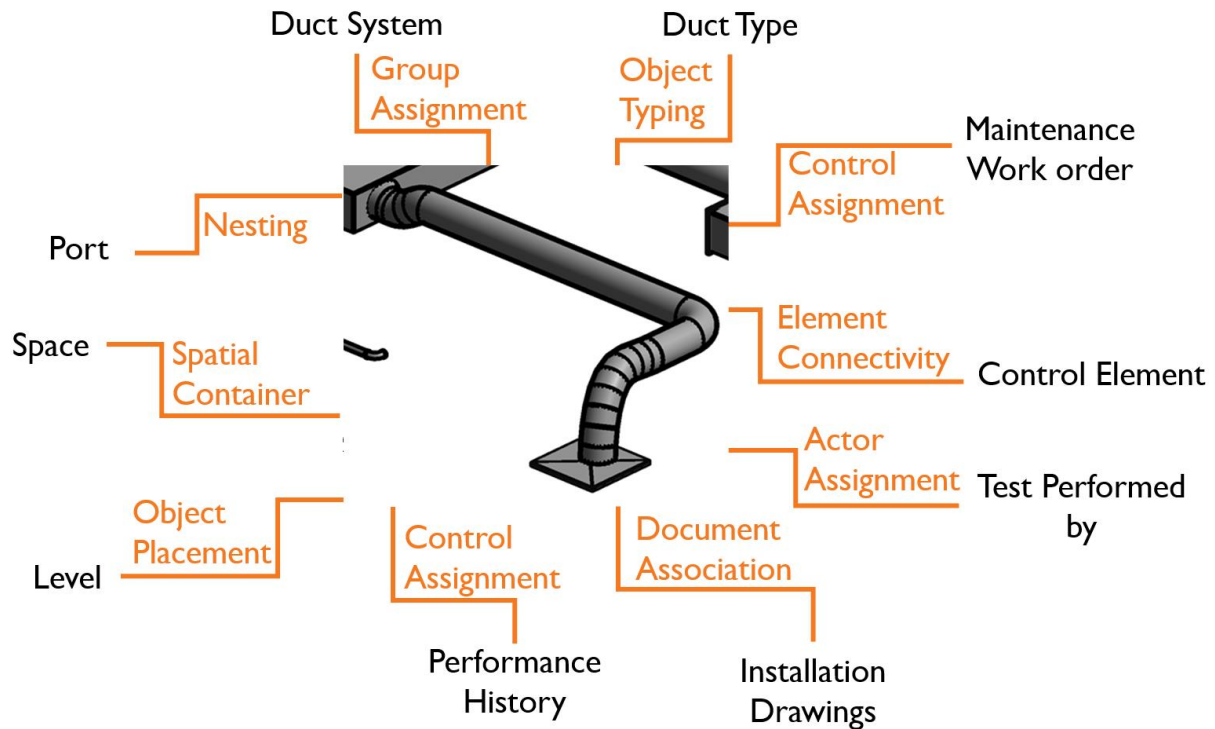 Duct System
Duct Type
Group
Assignment
Object
Typing
Maintenance
Work order
Control
Assignment
Nesting
Port
Element
Connectivity
Control Element
Space
Spatial
Container
Actor
Assignment
Test Performed
by
Object
Placement
Level
Control
Assignment
Document
Association
Performance
History
Installation
Drawings